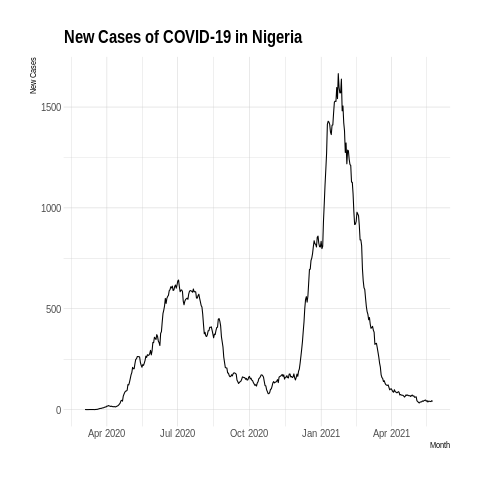 New Cases of COVID-19 in Nigeria
New Cases
1500
1000
500
0
Apr 2020 Jul 2020 Oct 2020 Jan 2021 Apr 2021
Month